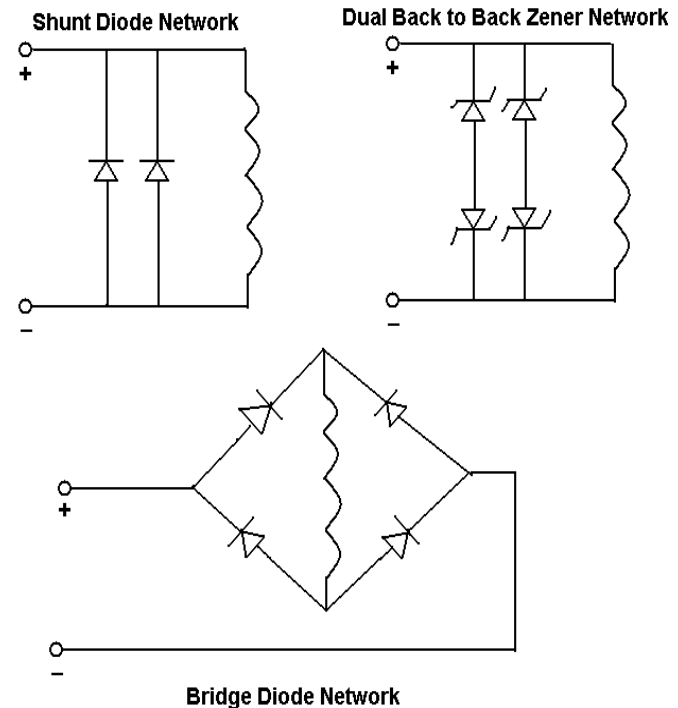 Shunt Diode Network
Dual Back to Back Zener Network
+
+
–
–
+
–
Bridge Diode Network